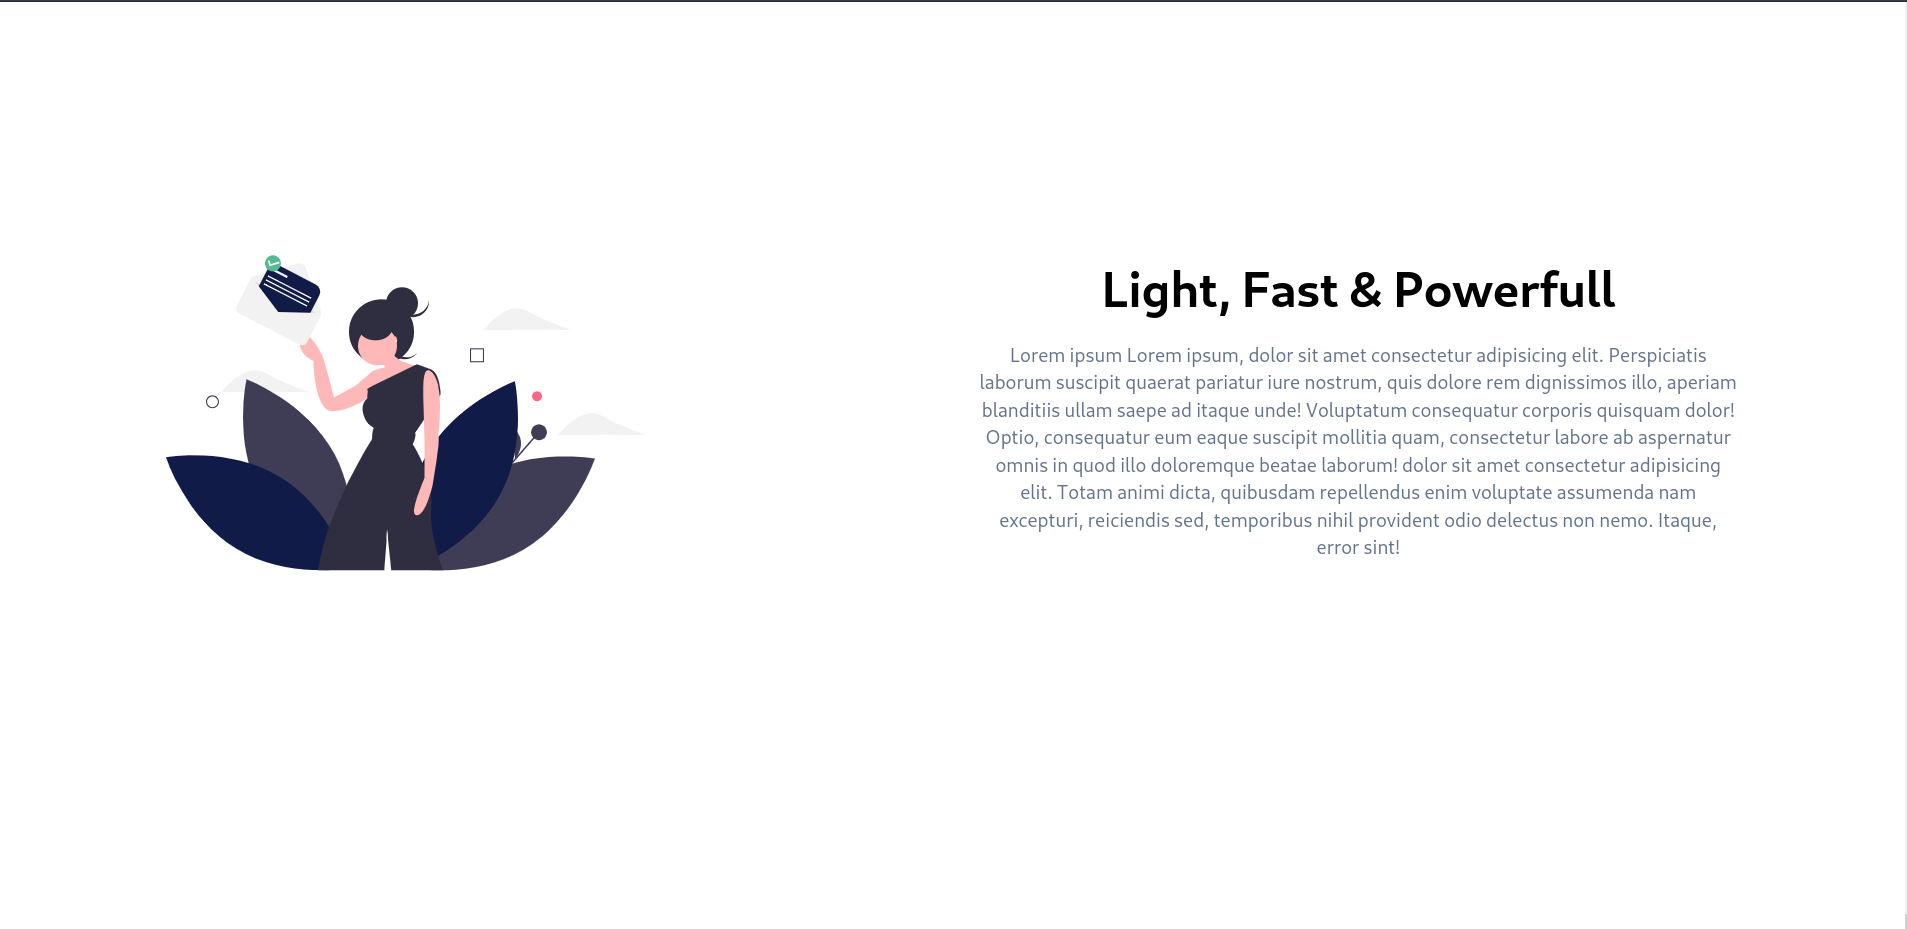 Light, Fast & Powerfull
Lorem ipsum Lorem ipsum, dolor sit amet consectetur adipisicing elit. Perspiciatis
laborum suscipit quaerat pariatur iure nostrum, quis dolore rem dignissimos illo, aperiam
blanditiis ullam saepe ad itaque unde! Voluptatum consequatur corporis quisquam dolor!
Optio, consequatur eum eaque suscipit mollitia quam, consectetur labore ab aspernatur
omnis in quod illo doloremque beatae laborum! dolor sit amet consectetur adipisicing
elit. Totam animi dicta, quibusdam repellendus enim voluptate assumenda nam
excepturi, reiciendis sed, temporibus nihil provident odio delectus non nemo. Itaque,
error sint!